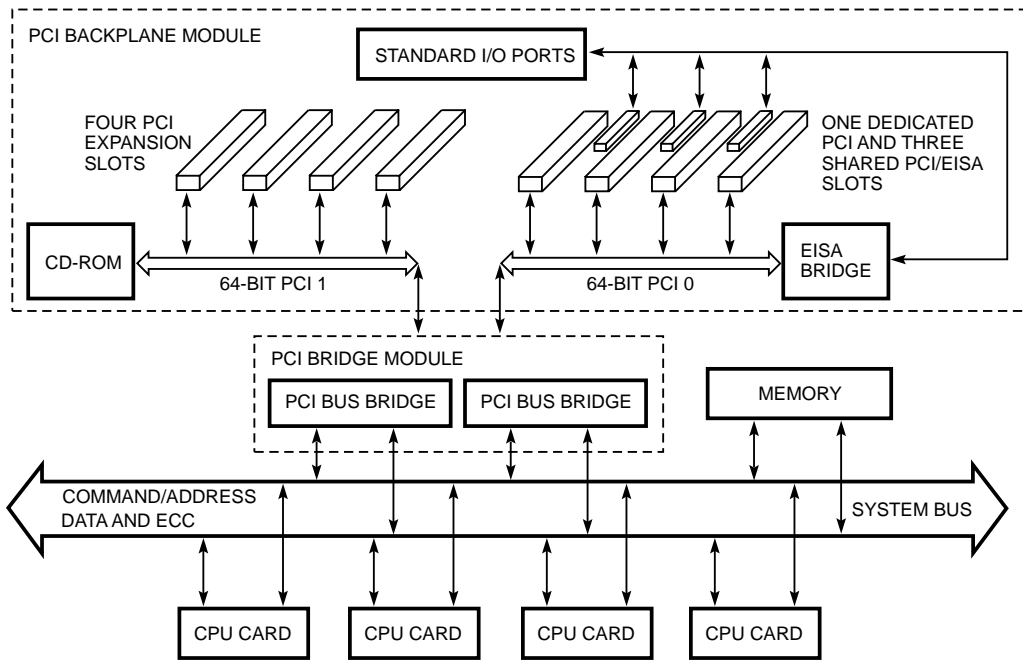 PCI BACKPLANE MODULE
STANDARD I/O PORTS
FOUR PCI
EXPANSION
SLOTS
ONE DEDICATED
PCI AND THREE
SHARED PCI/EISA
SLOTS
CD-ROM
64-BIT PCI 1
64-BIT PCI 0
EISA
BRIDGE
PCI BRIDGE MODULE
PCI BUS BRIDGE
PCI BUS BRIDGE
MEMORY
COMMAND/ADDRESS
DATA AND ECC
SYSTEM BUS
CPU CARD
CPU CARD
CPU CARD
CPU CARD